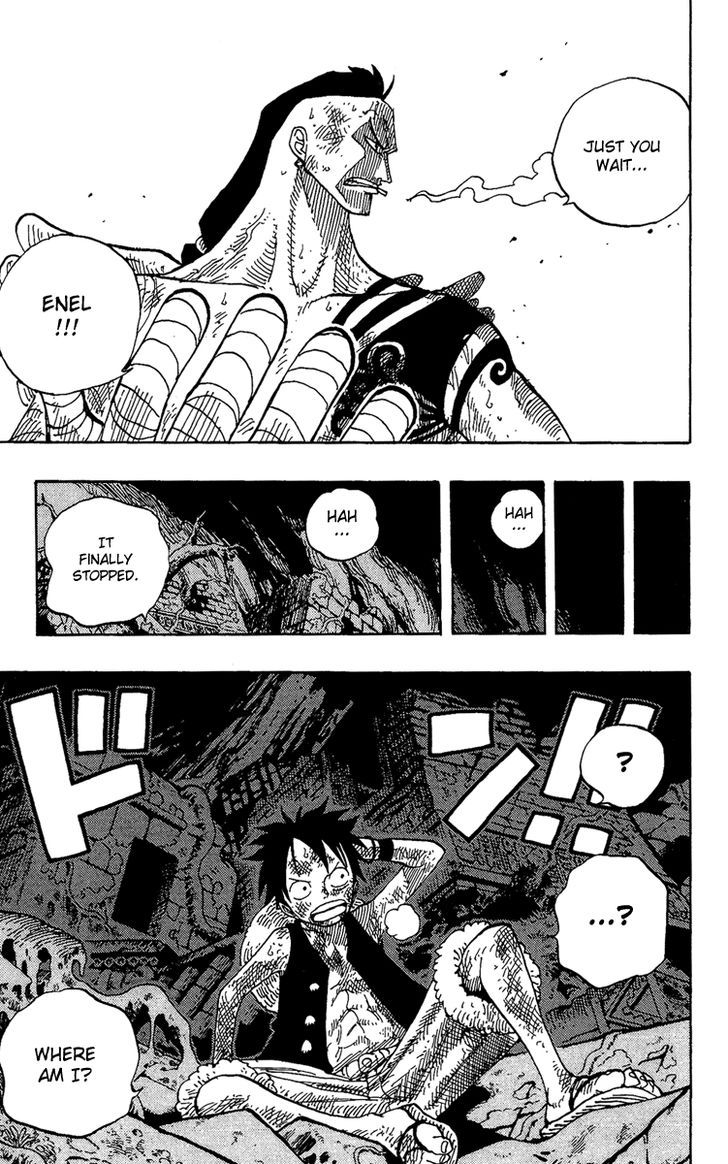 JUST YOU
WAIT...
ENEL
!!!
HAH
...
HAH
...
IT
FINALLY
STOPPED.
?
...?
ドン!!
WHERE
AM I?